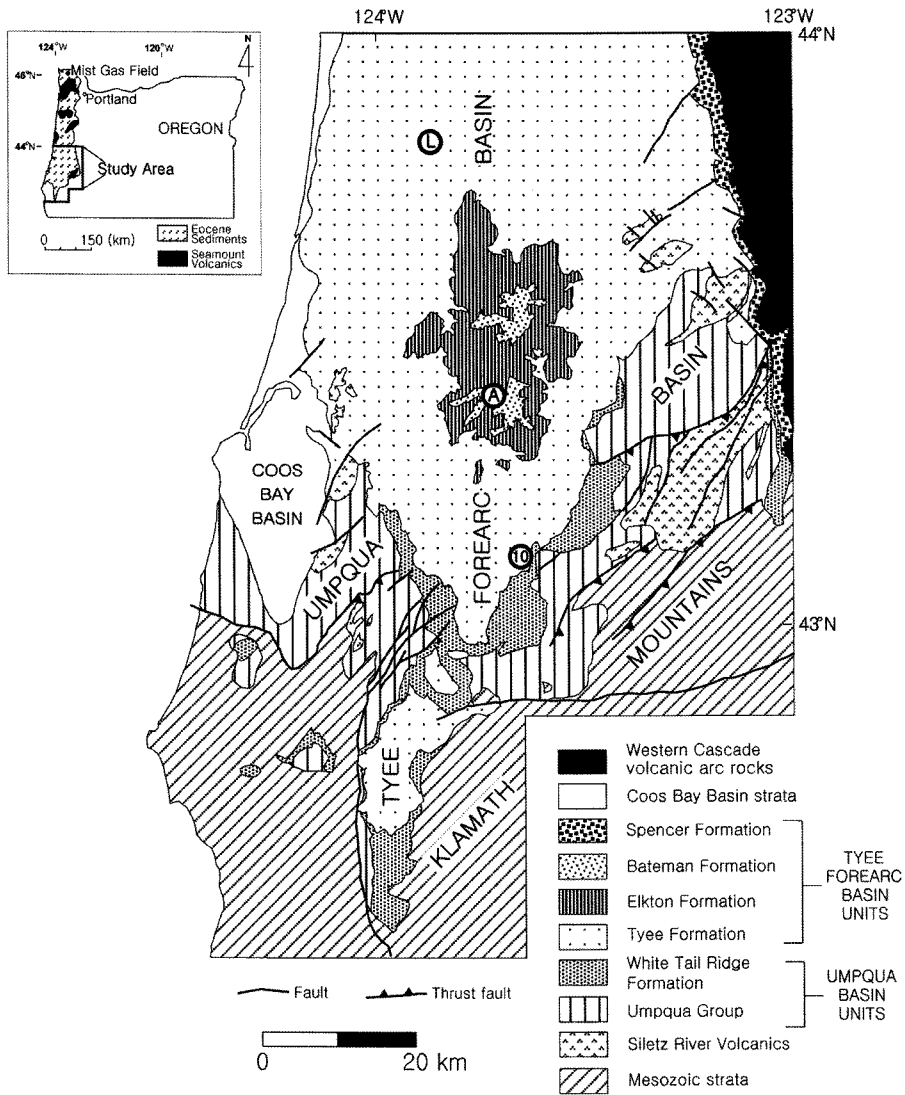 124°W
123°W
44°N
124°W
120°W
N
46°N
Mist Gas Field
Portland
OREGON
44°N
Study Area
0 150 (km)
Eocene
Sediments
Seamount
Volcanics
L
BASIN
A
BASIN
COOS
BAY
BASIN
FOREARC
10
UMPQUA
MOUNTAINS
43°N
TYEE
KLAMATH
Fault
Thrust fault
0 20 km
Western Cascade
volcanic arc rocks
Coos Bay Basin strata
Spencer Formation
Bateman Formation
Elkton Formation
Tyee Formation
TYEE
FOREARC
BASIN
UNITS
White Tail Ridge
Formation
Umpqua Group
UMPQUA
BASIN
UNITS
Siletz River Volcanics
Mesozoic strata